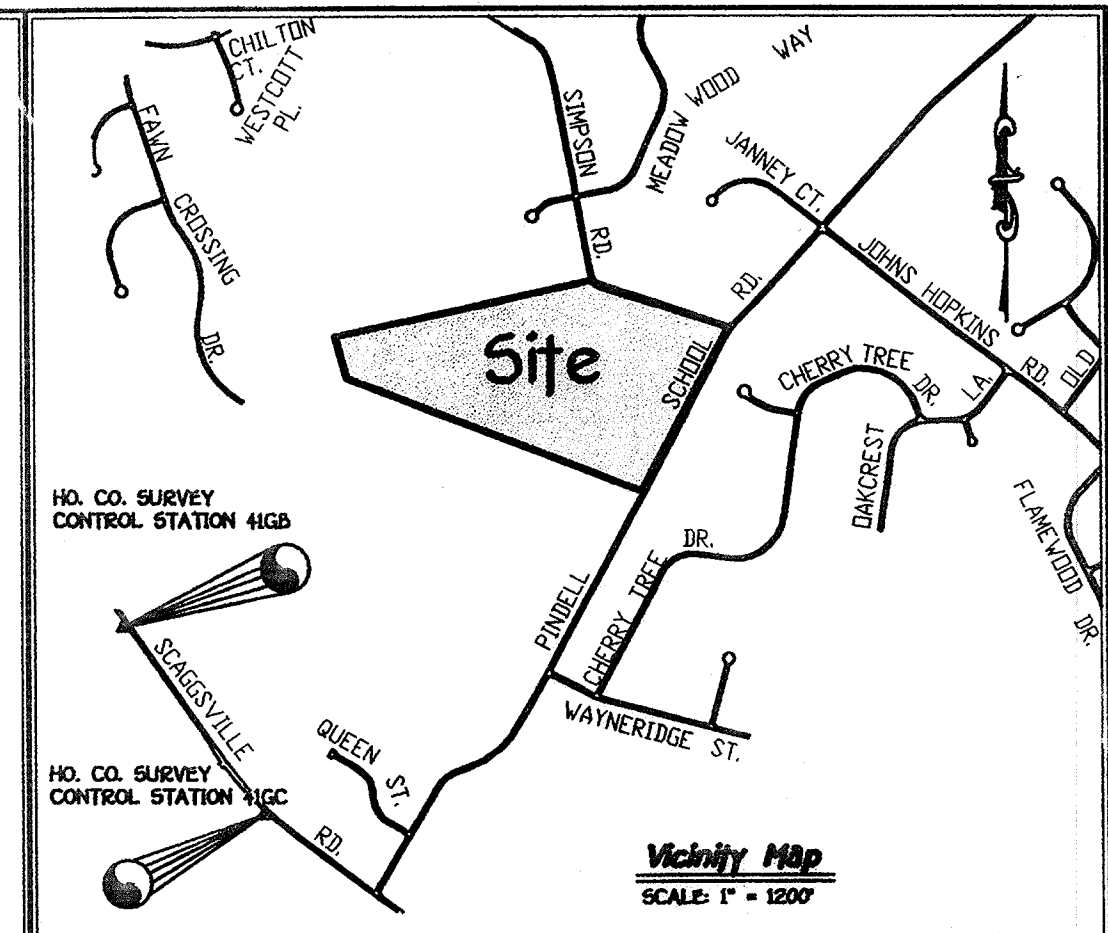 CHILTON
CT.
WESTCOTT
PL.
FAWN
CROSSING
DR.
SIMPSON
RD.
MEADOW WOOD WAY
JANNEY CT.
JOHNS HOPKINS
RD.
OLD
Site
SCHOOL
RD.
CHERRY TREE
DR.
LA.
OAKCREST
FLAMEWOOD DR.
HO. CO. SURVEY
CONTROL STATION 41GB
PINDELL
CHERRY TREE
DR.
WAYNERIDGE ST.
SCAGGSVILLE
RD.
QUEEN ST.
HO. CO. SURVEY
CONTROL STATION 41GC
Vicinity Map
SCALE: 1" = 1200'